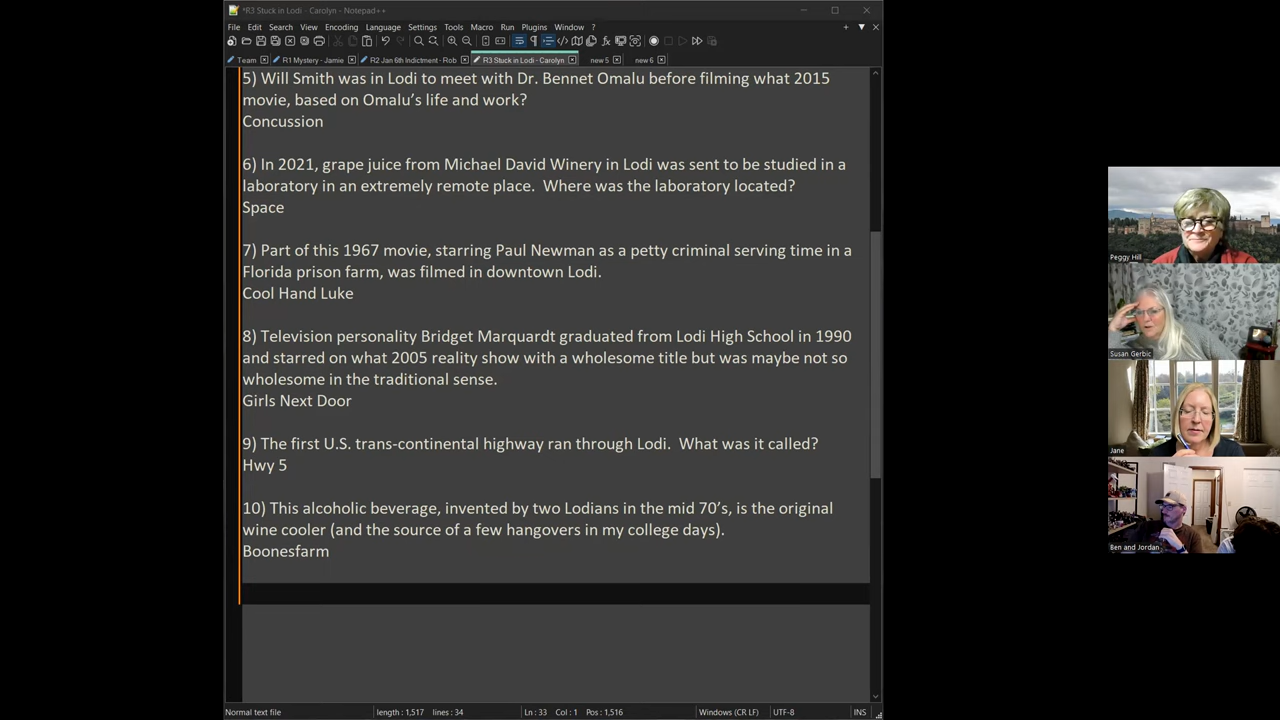 *R3 Stuck in Lodi - Carolyn - Notepad++
File Edit Search View Encoding Language Settings Tools Macro Run Plugins Window ?
Team R1 Mystery - Jamie R2 Jan 6th Indictment - Rob R3 Stuck in Lodi - Carolyn new 5 new 6
5) Will Smith was in Lodi to meet with Dr. Bennet Omalu before filming what 2015
movie, based on Omalu’s life and work?
Concussion
6) In 2021, grape juice from Michael David Winery in Lodi was sent to be studied in a
laboratory in an extremely remote place.  Where was the laboratory located?
Space
7) Part of this 1967 movie, starring Paul Newman as a petty criminal serving time in a
Florida prison farm, was filmed in downtown Lodi.
Cool Hand Luke
8) Television personality Bridget Marquardt graduated from Lodi High School in 1990
and starred on what 2005 reality show with a wholesome title but was maybe not so
wholesome in the traditional sense.
Girls Next Door
9) The first U.S. trans-continental highway ran through Lodi.  What was it called?
Hwy 5
10) This alcoholic beverage, invented by two Lodians in the mid 70’s, is the original
wine cooler (and the source of a few hangovers in my college days).
Boonesfarm
Normal text file length : 1,517 lines : 34 Ln : 33 Col : 1 Pos : 1,516 Windows (CR LF) UTF-8 INS
Peggy Hill
Susan Gerbic
Jane
Ben and Jordan